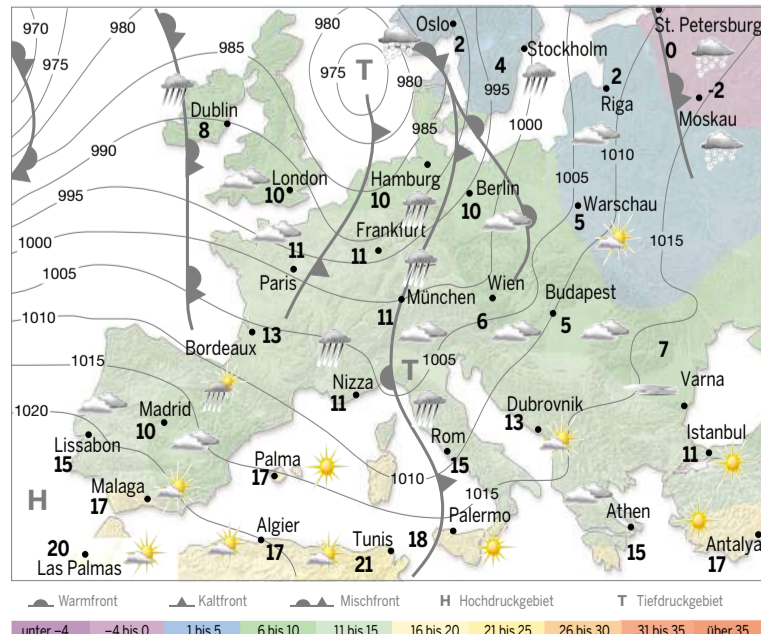 970
980
980
Oslo
St. Petersburg
975
985
2
Stockholm
0
975
T
980
4
995
2
-2
Riga
Moskau
Dublin
8
985
1000
990
1010
London
10
Hamburg
10
Berlin
10
1005
Warschau
5
995
Frankfurt
11
11
1015
1000
Paris
Wien
6
Budapest
5
1005
München
11
1010
13
Bordeaux
T
1005
7
1015
Nizza
11
Varna
1020
Madrid
10
Dubrovnik
13
Lissabon
15
Rom
15
Istanbul
11
Palma
17
1010
H
Malaga
17
1015
Palermo
Athen
15
20
Las Palmas
Algier
17
Tunis
21
18
Antalya
17
Warmfront
Kaltfront
Mischfront
H Hochdruckgebiet
T Tiefdruckgebiet
unter –4 –4 bis 0 1 bis 5 6 bis 10 11 bis 15 16 bis 20 21 bis 25 26 bis 30 31 bis 35 über 35